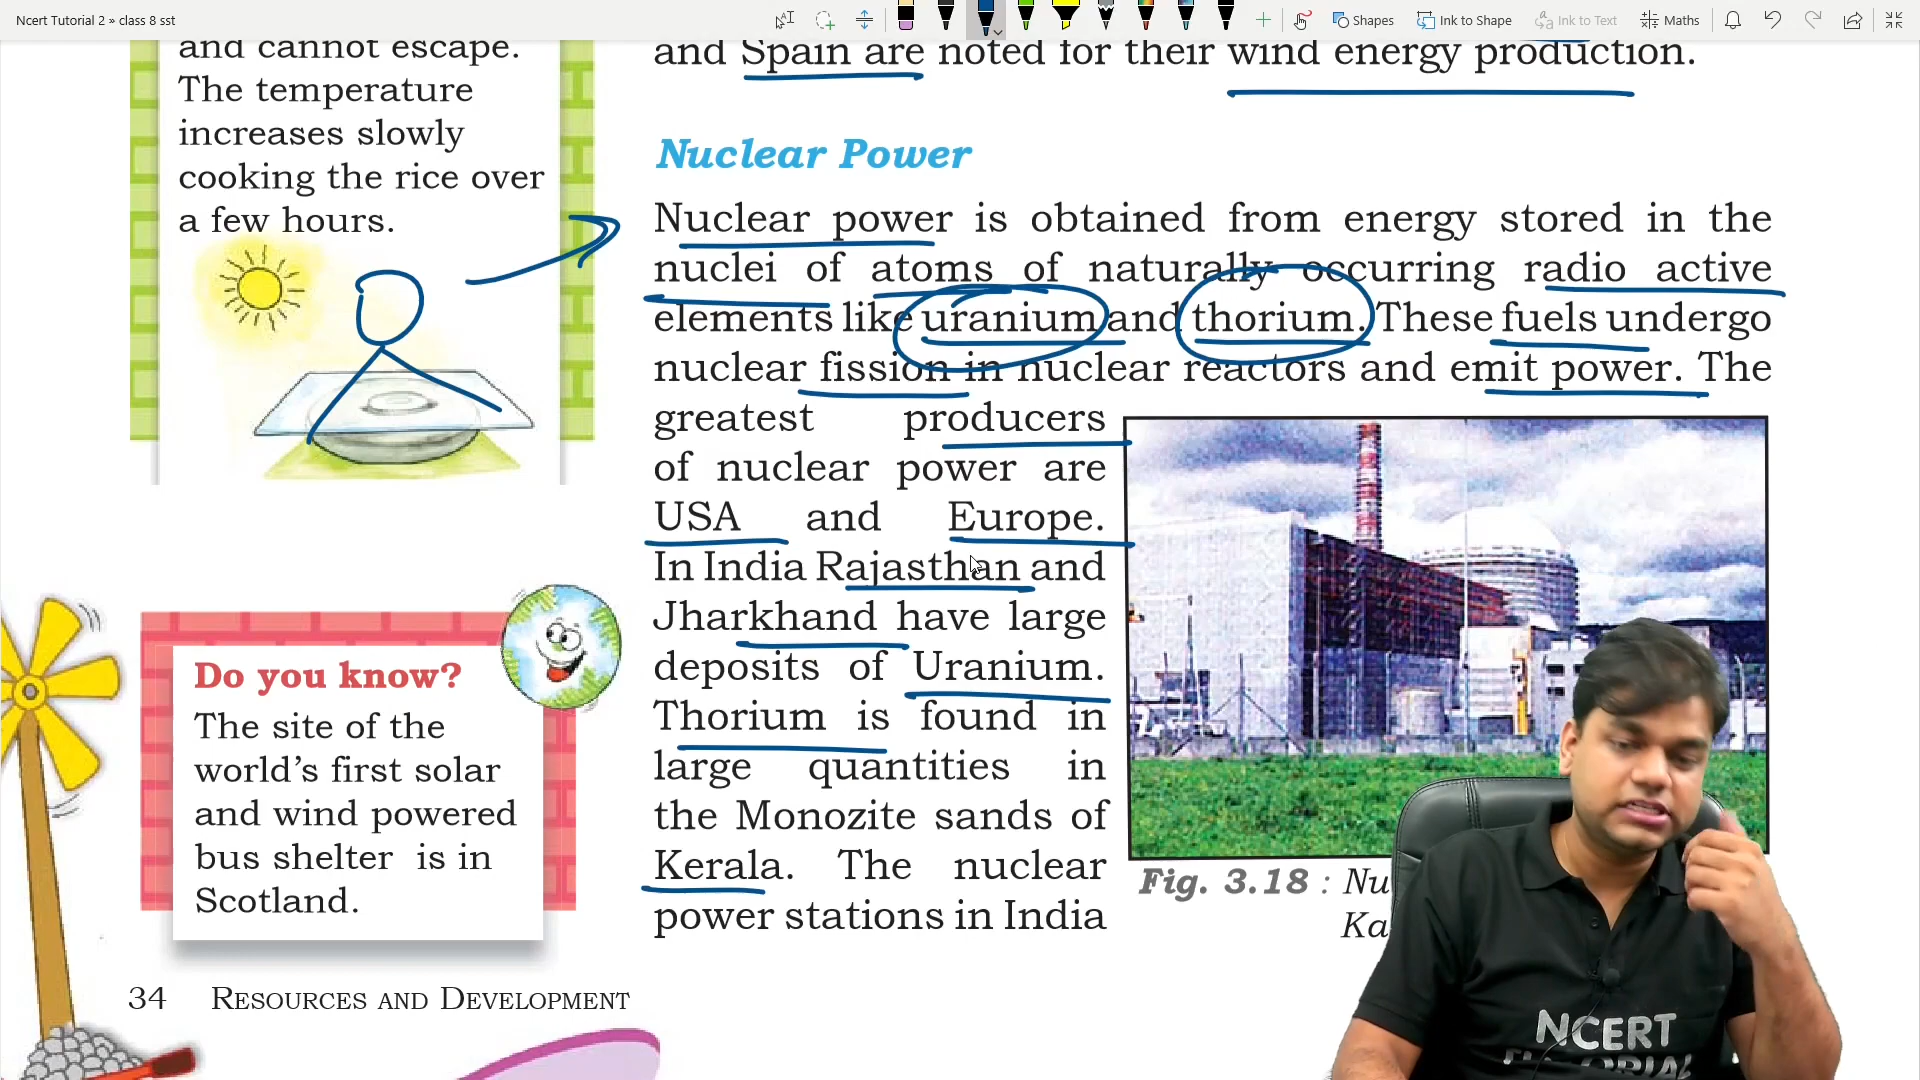 Ncert Tutorial 2 » class 8 sst
Shapes
Ink to Shape
Ink to Text
Maths
and cannot escape.
The temperature
increases slowly
cooking the rice over
a few hours.
and Spain are noted for their wind energy production.
Nuclear Power
Nuclear power is obtained from energy stored in the
nuclei of atoms of naturally occurring radio active
elements like uranium and thorium. These fuels undergo
nuclear fission in nuclear reactors and emit power. The
greatest producers
of nuclear power are
USA and Europe.
In India Rajasthan and
Jharkhand have large
deposits of Uranium.
Thorium is found in
large quantities in
the Monozite sands of
Kerala. The nuclear
power stations in India
Fig. 3.18 :
Do you know?
The site of the
world's first solar
and wind powered
bus shelter is in
Scotland.
34 RESOURCES AND DEVELOPMENT
NCERT